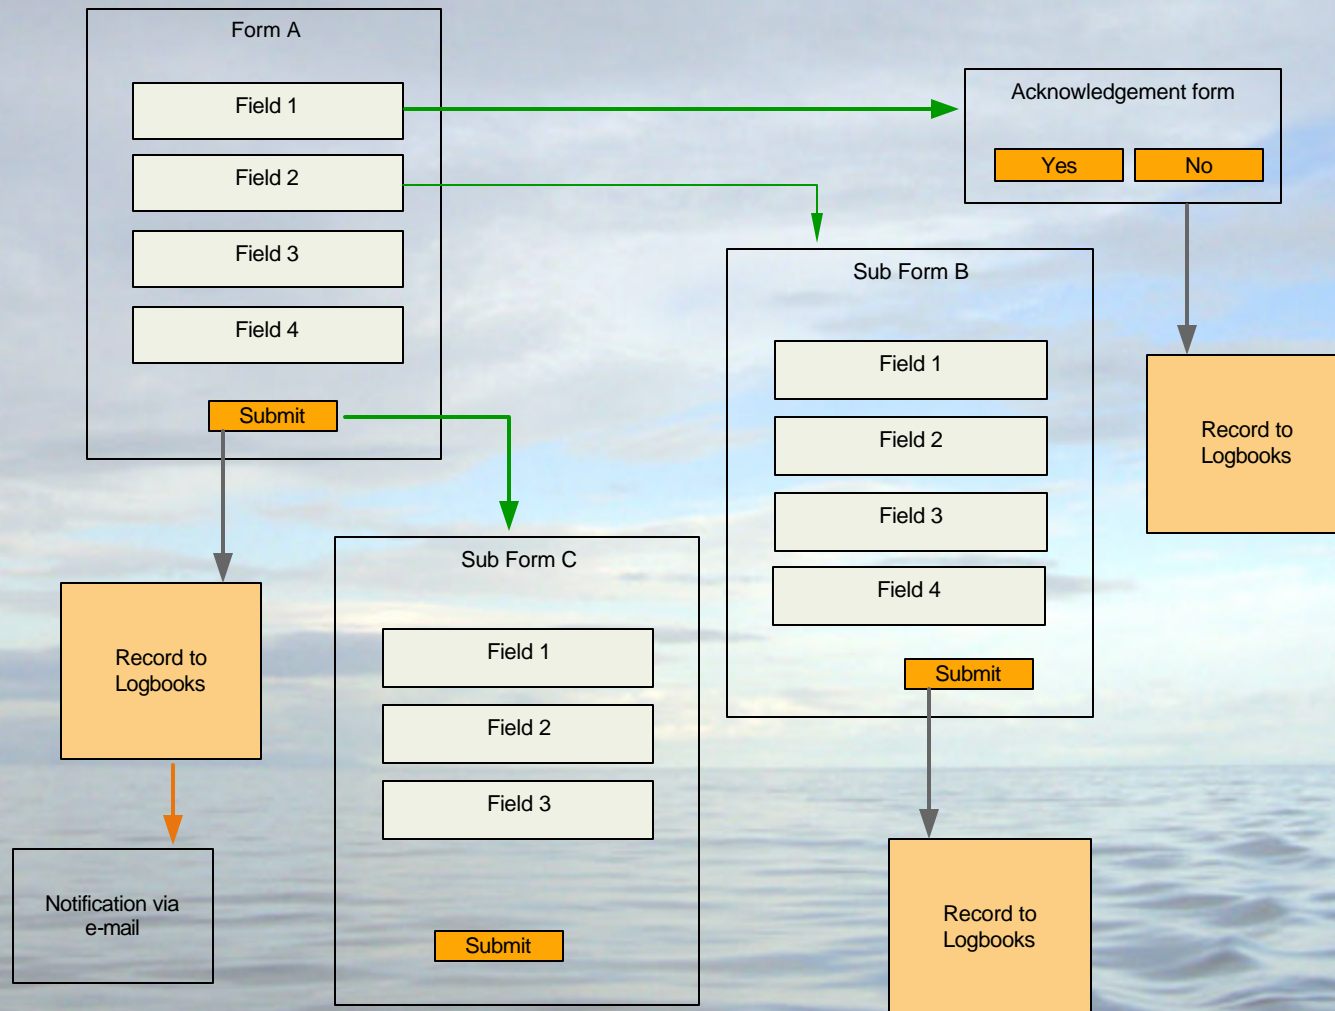 Form A
Field 1
Field 2
Field 3
Field 4
Submit
Acknowledgement form
Yes
No
Sub Form B
Field 1
Field 2
Field 3
Field 4
Submit
Record to
Logbooks
Sub Form C
Field 1
Field 2
Field 3
Submit
Record to
Logbooks
Notification via
e-mail
Record to
Logbooks